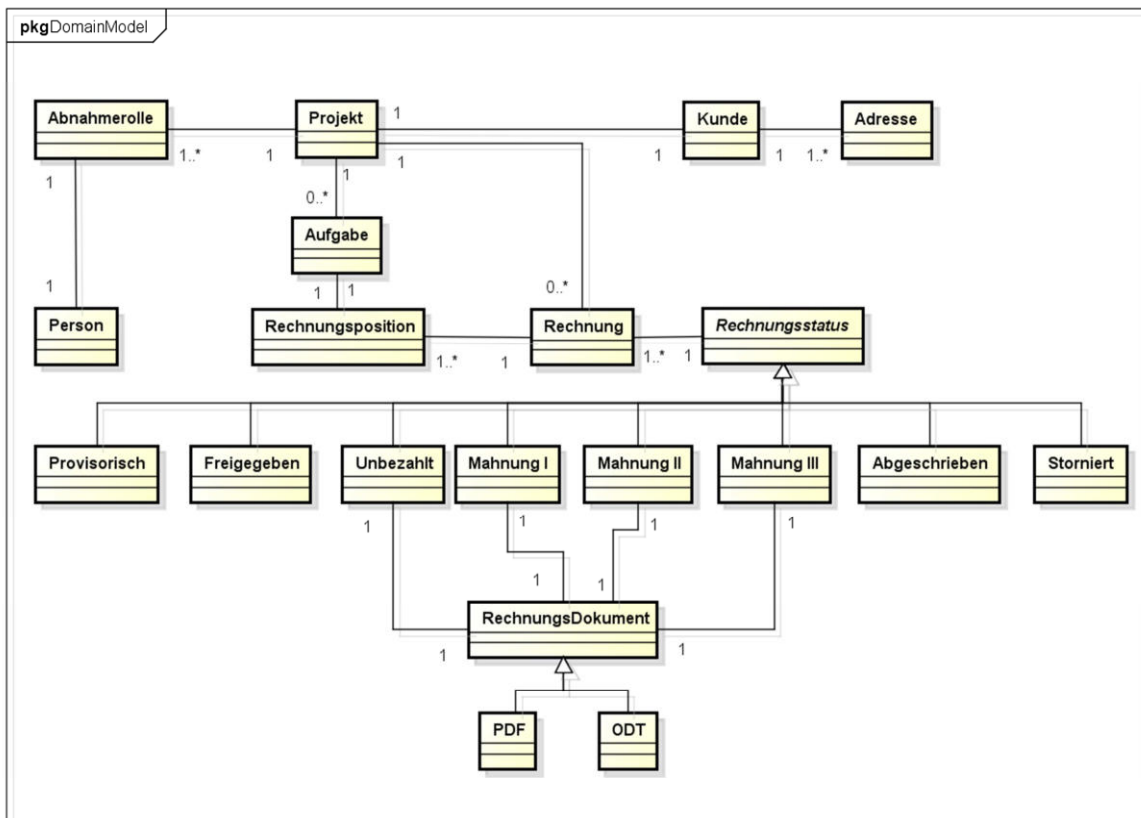 pkgDomainModel
Abnahmerolle Projekt Kunde Adresse
1
1..* 1 1 1 1 1..*
1 1
0..*
Aufgabe
1 1 1 0..*
Person Rechnungsposition Rechnung Rechnungsstatus
1..* 1 1..* 1
Provisorisch Freigegeben Unbezahlt Mahnung I Mahnung II Mahnung III Abgeschrieben Storniert
1 1 1 1
1 1
RechnungsDokument
1 1
PDF ODT